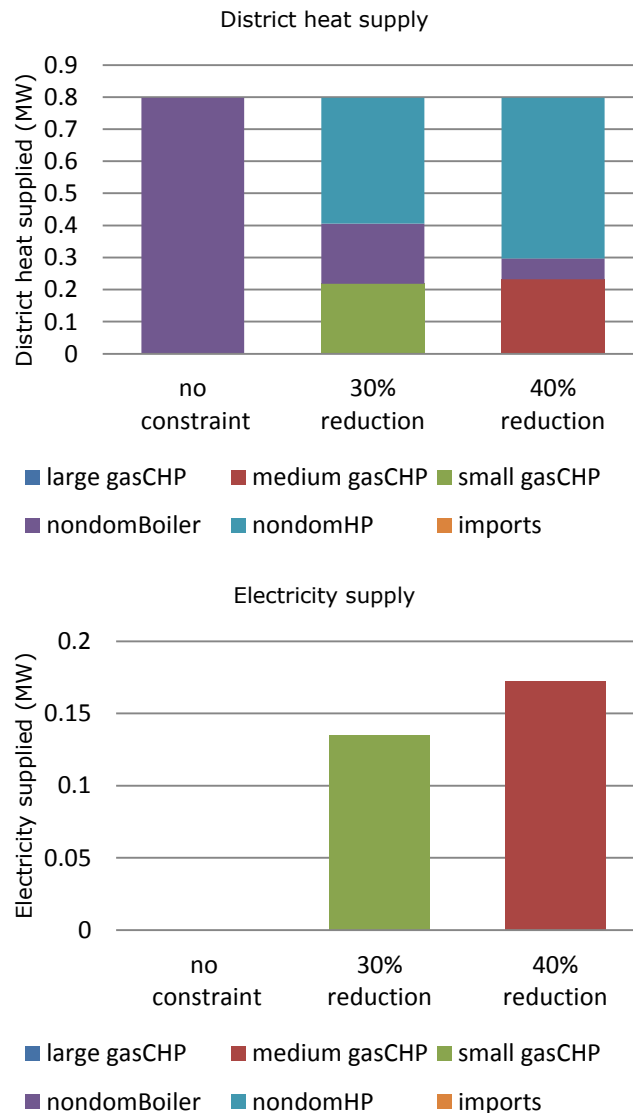 District heat supply
District heat supplied (MW)
0.9
0.8
0.7
0.6
0.5
0.4
0.3
0.2
0.1
0
no constraint
30% reduction
40% reduction
large gasCHP medium gasCHP small gasCHP
nondomBoiler nondomHP imports
Electricity supply
Electricity supplied (MW)
0.2
0.15
0.1
0.05
0
no constraint
30% reduction
40% reduction
large gasCHP medium gasCHP small gasCHP
nondomBoiler nondomHP imports